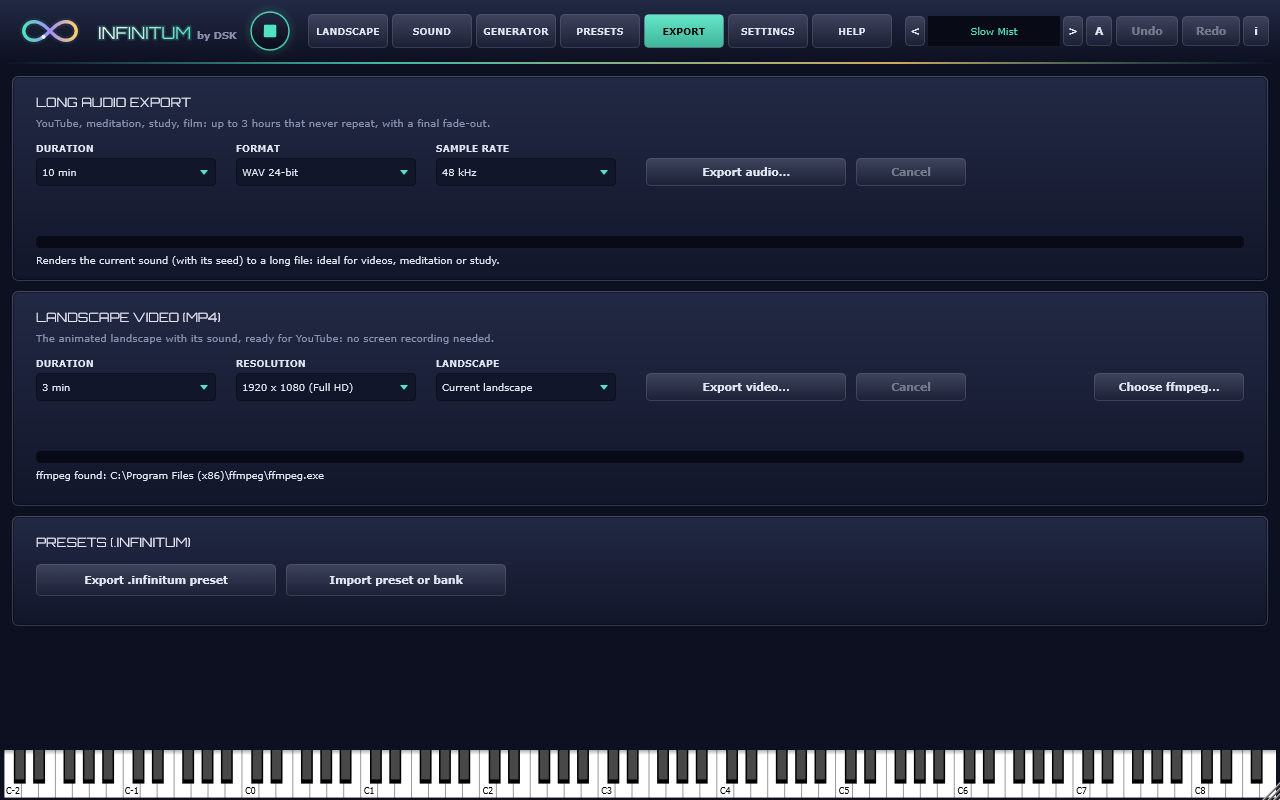 INFINITUM by DSK
LANDSCAPE SOUND GENERATOR PRESETS EXPORT SETTINGS HELP < Slow Mist > A Undo Redo i
LONG AUDIO EXPORT
YouTube, meditation, study, film: up to 3 hours that never repeat, with a final fade-out.
DURATION FORMAT SAMPLE RATE
10 min WAV 24-bit 48 kHz Export audio... Cancel
Renders the current sound (with its seed) to a long file: ideal for videos, meditation or study.
LANDSCAPE VIDEO (MP4)
The animated landscape with its sound, ready for YouTube: no screen recording needed.
DURATION RESOLUTION LANDSCAPE
3 min 1920 x 1080 (Full HD) Current landscape Export video... Cancel Choose ffmpeg...
ffmpeg found: C:\Program Files (x86)\ffmpeg\ffmpeg.exe
PRESETS (.INFINITUM)
Export .infinitum preset Import preset or bank
C-2 C-1 C0 C1 C2 C3 C4 C5 C6 C7 C8